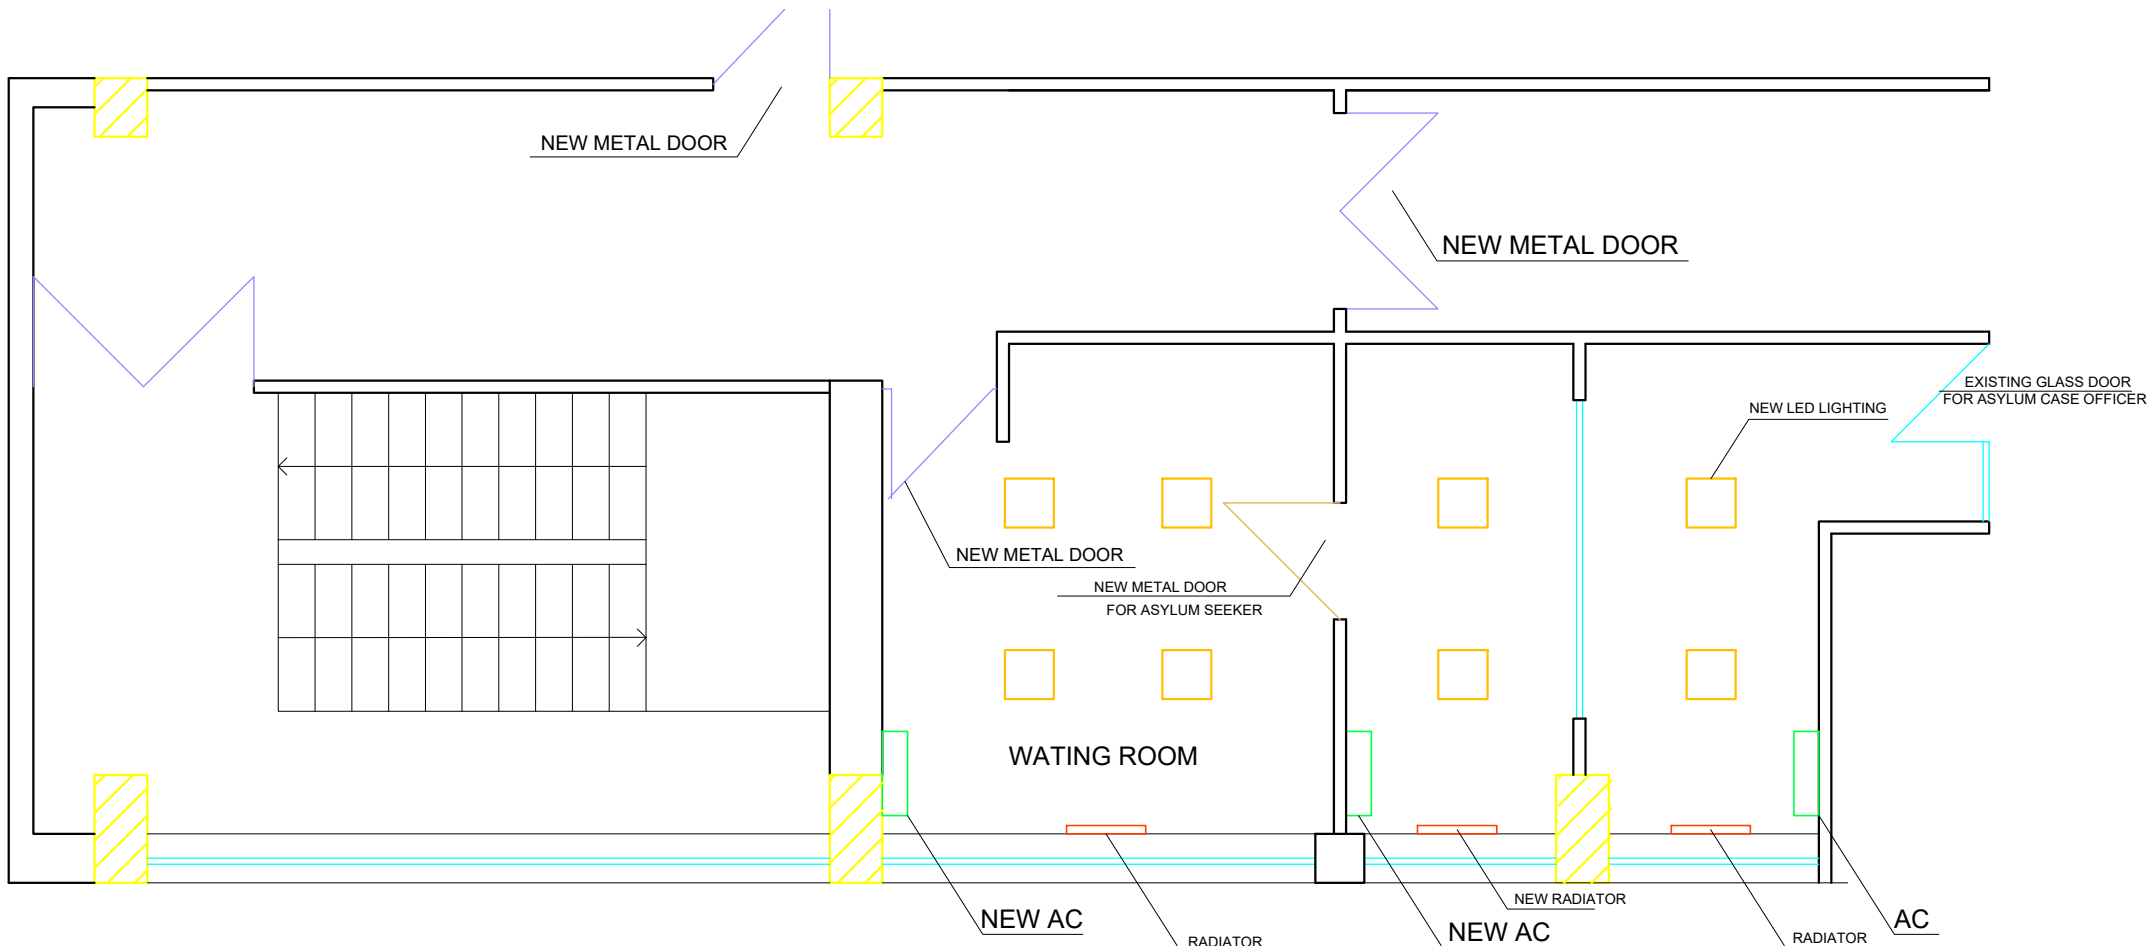 NEW METAL DOOR
NEW METAL DOOR
EXISTING GLASS DOOR
FOR ASYLUM CASE OFFICER
NEW LED LIGHTING
NEW METAL DOOR
NEW METAL DOOR
FOR ASYLUM SEEKER
WATING ROOM
NEW RADIATOR
NEW AC
NEW AC
AC
RADIATOR
RADIATOR